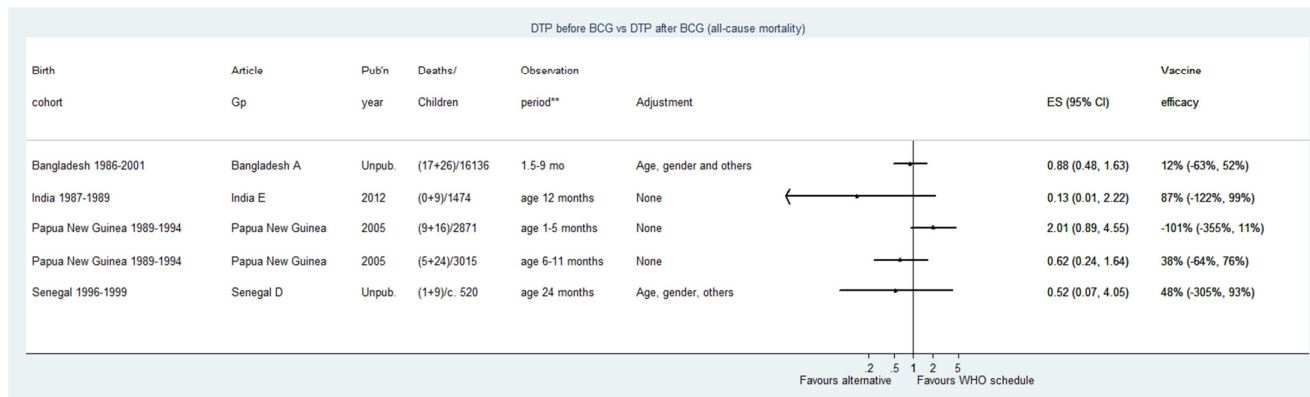 DTP before BCG vs DTP after BCG (all-cause mortality)
Birth Article Pub'n Deaths/ Observation Vaccine
cohort Gp year Children period** Adjustment ES (95% CI) efficacy
Bangladesh 1986-2001 Bangladesh A Unpub. (17+26)/16136 1.5-9 mo Age, gender and others 0.88 (0.48, 1.63) 12% (-63%, 52%)
India 1987-1989 India E 2012 (0+9)/1474 age 12 months None 0.13 (0.01, 2.22) 87% (-122%, 99%)
Papua New Guinea 1989-1994 Papua New Guinea 2005 (9+16)/2871 age 1-5 months None 2.01 (0.89, 4.55) -101% (-355%, 11%)
Papua New Guinea 1989-1994 Papua New Guinea 2005 (5+24)/3015 age 6-11 months None 0.62 (0.24, 1.64) 38% (-64%, 76%)
Senegal 1996-1999 Senegal D Unpub. (1+9)/c. 520 age 24 months Age, gender, others 0.52 (0.07, 4.05) 48% (-305%, 93%)
.2 .5 1 2 5
Favours alternative Favours WHO schedule